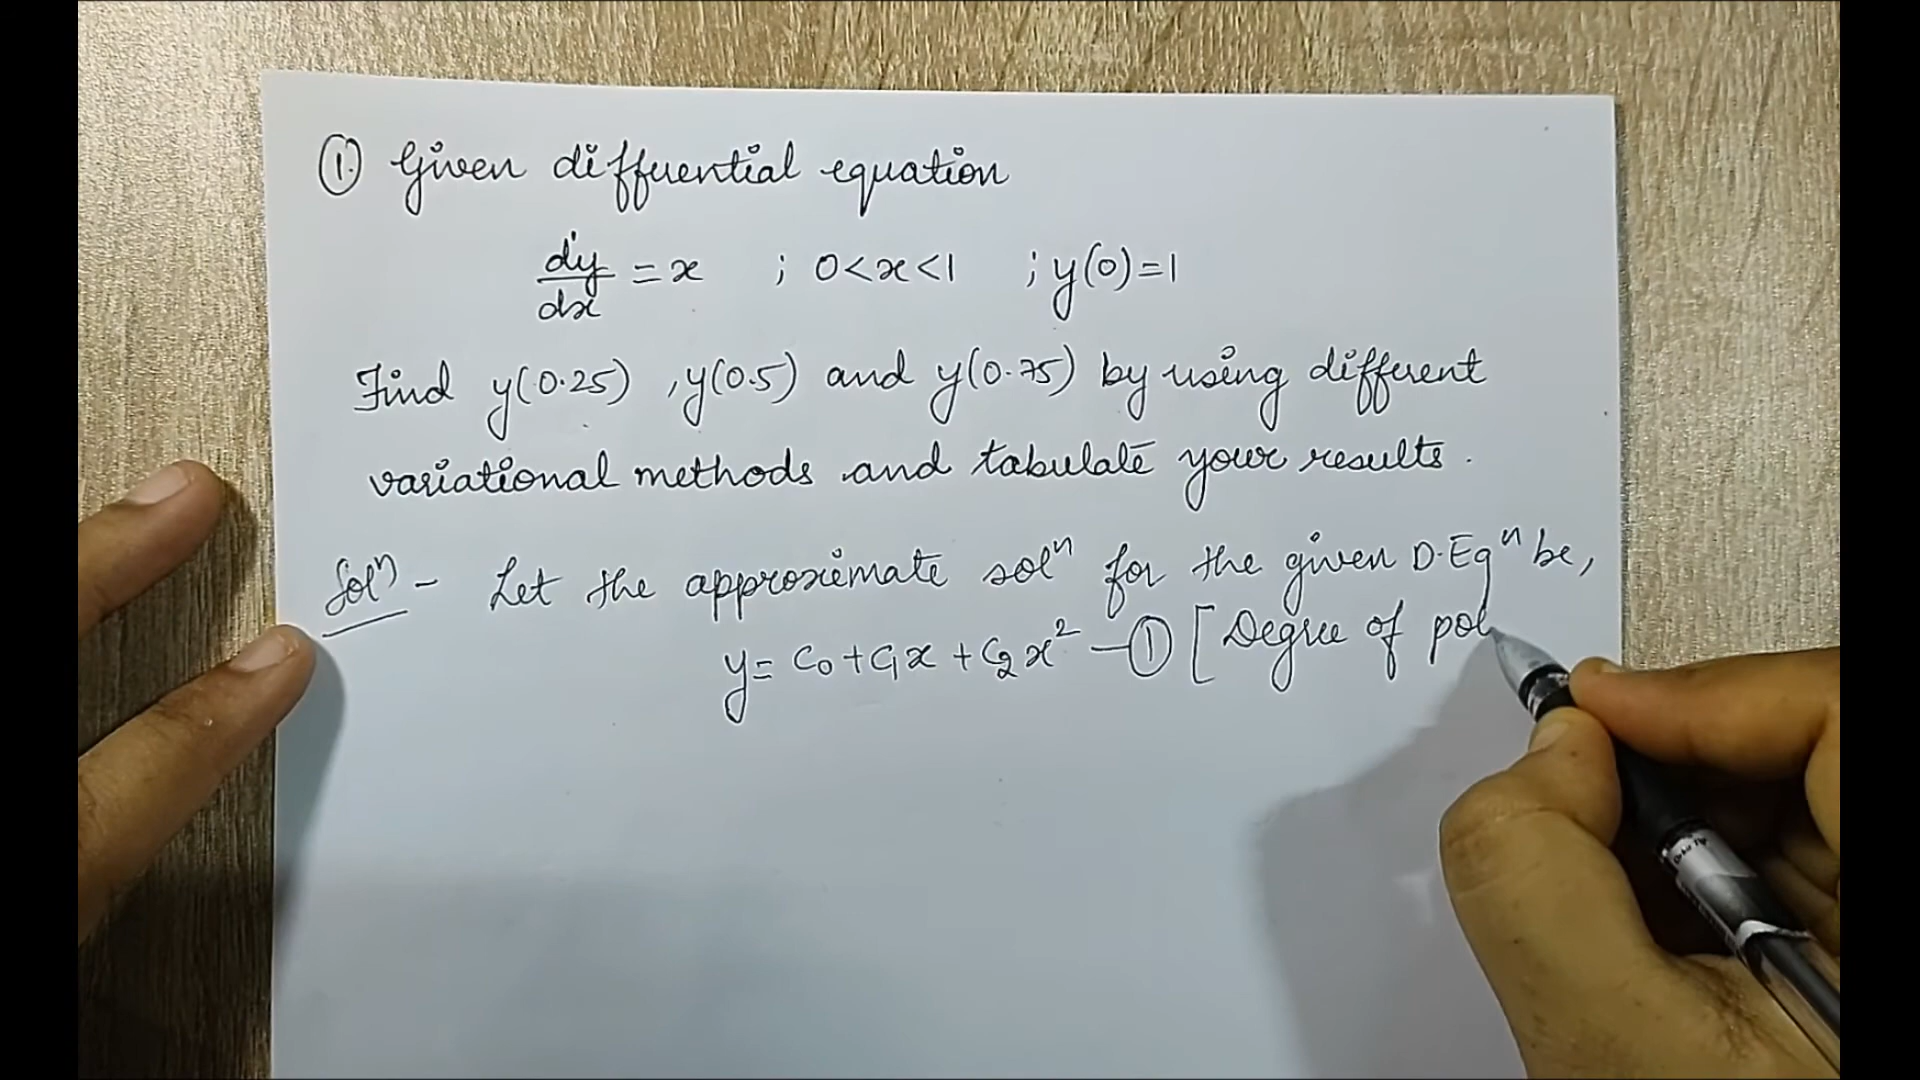 ① Given differential equation
dy/dx = x ; 0<x<1 ; y(0)=1
Find y(0.25) , y(0.5) and y(0.75) by using different
variational methods and tabulate your results .
Solⁿ - Let the approximate solⁿ for the given D.Eqⁿ be,
y = c₀ + c₁x + c₂x² —① [ Degree of pol